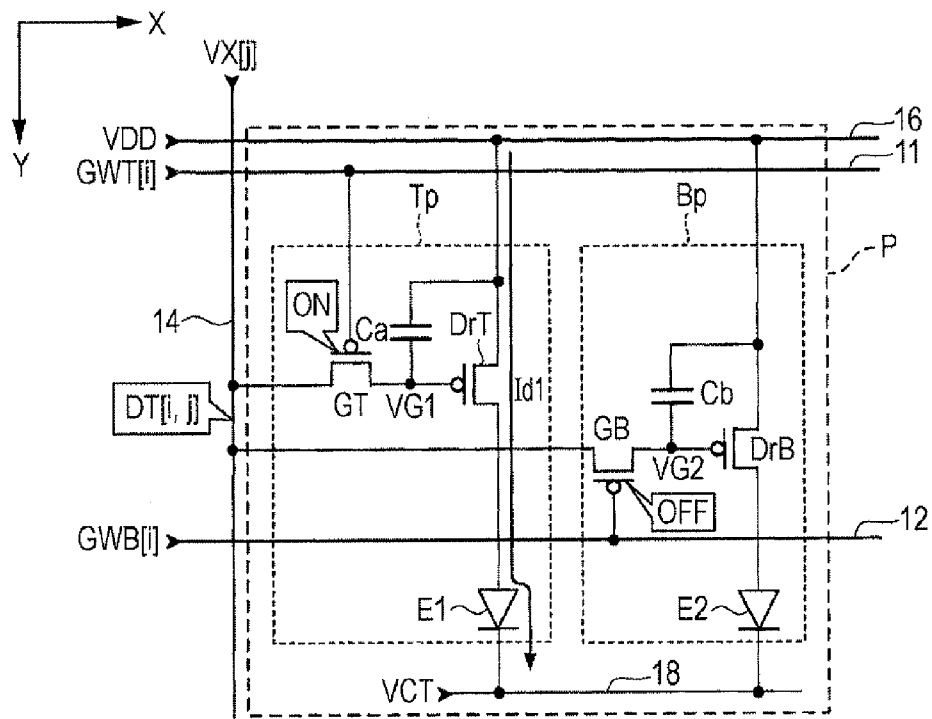 X
VX[j]
VDD
16
Y
GWT[i]
11
Tp
Bp
P
ON
14
Ca
DrT
GT
VG1
Id1
Cb
DT[i, j]
GB
DrB
VG2
OFF
GWB[i]
12
E1
E2
VCT
18